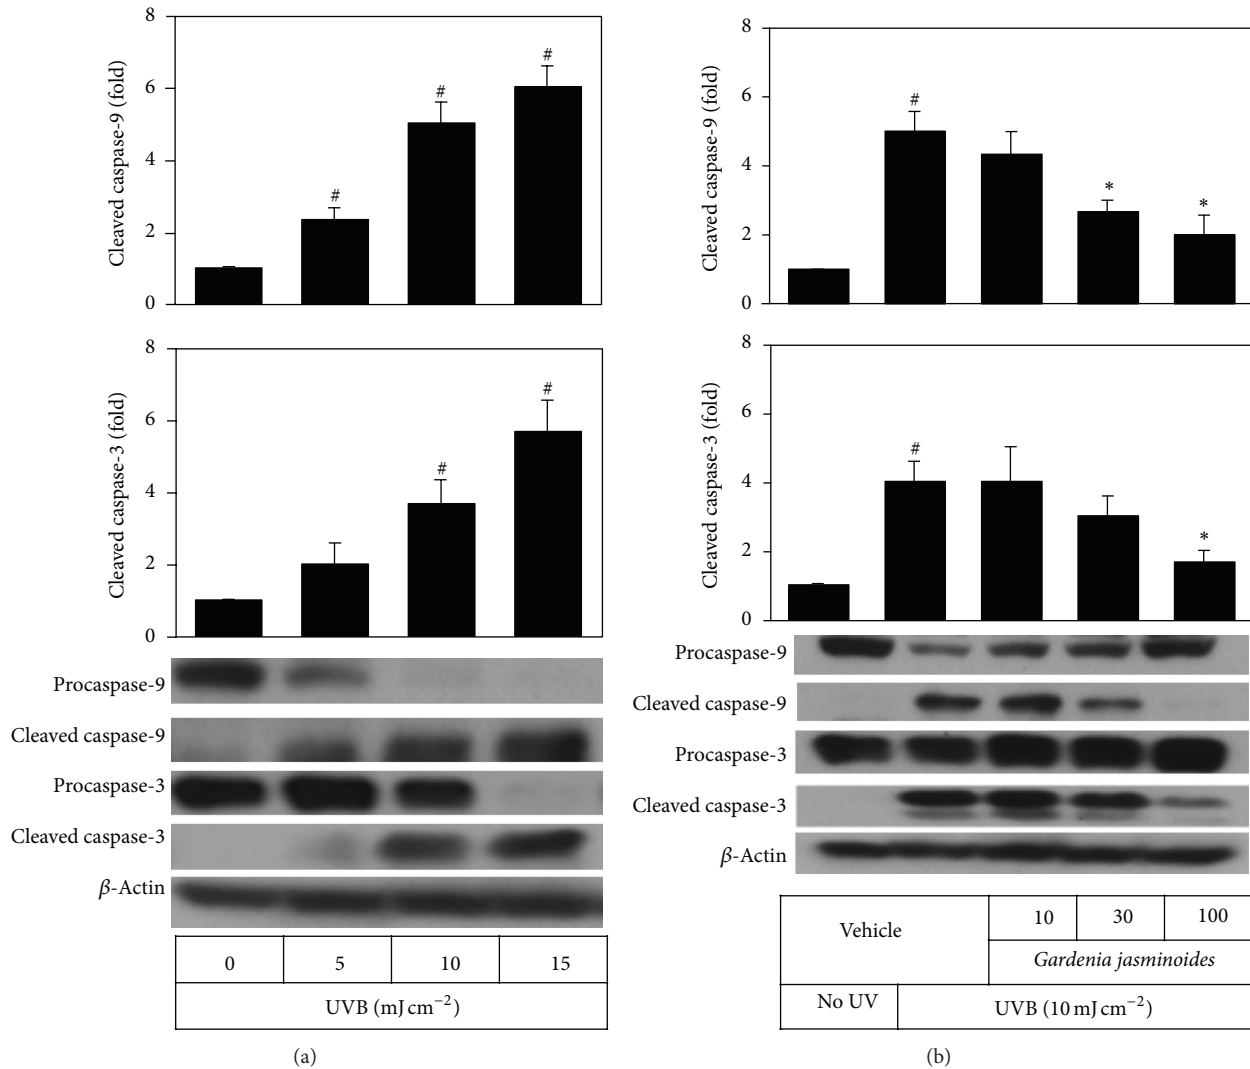 8
6
4
2
0
Cleaved caspase-9 (fold)
#
#
#
8
6
4
2
0
Cleaved caspase-3 (fold)
#
#
Procaspase-9
Cleaved caspase-9
Procaspase-3
Cleaved caspase-3
β-Actin
0 5 10 15
UVB (mJ cm−2)
(a)
8
6
4
2
0
Cleaved caspase-9 (fold)
#
*
*
8
6
4
2
0
Cleaved caspase-3 (fold)
#
*
Procaspase-9
Cleaved caspase-9
Procaspase-3
Cleaved caspase-3
β-Actin
Vehicle
10 30 100
Gardenia jasminoides
No UV
UVB (10 mJ cm−2)
(b)